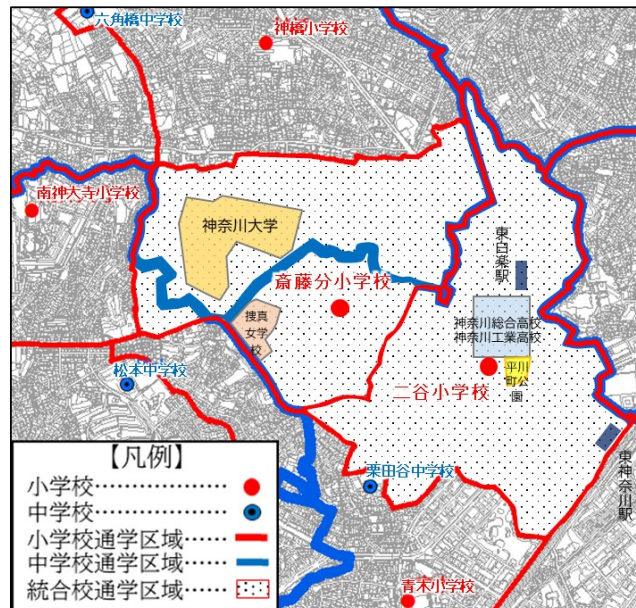 六角橋中学校
神橋小学校
南神大寺小学校
神奈川大学
東白楽駅
斎藤分小学校
捜真
女学
校
神奈川総合高校
神奈川工業高校
平川
町公
園
二谷小学校
松本中学校
栗田谷中学校
東神奈川駅
青木小学校
【凡例】
小学校……………
中学校……………
小学校通学区域……
中学校通学区域……
統合校通学区域……